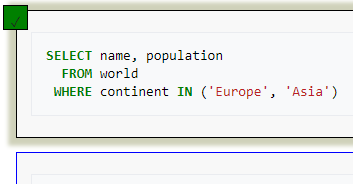 SELECT name, population
FROM world
WHERE continent IN ('Europe', 'Asia')